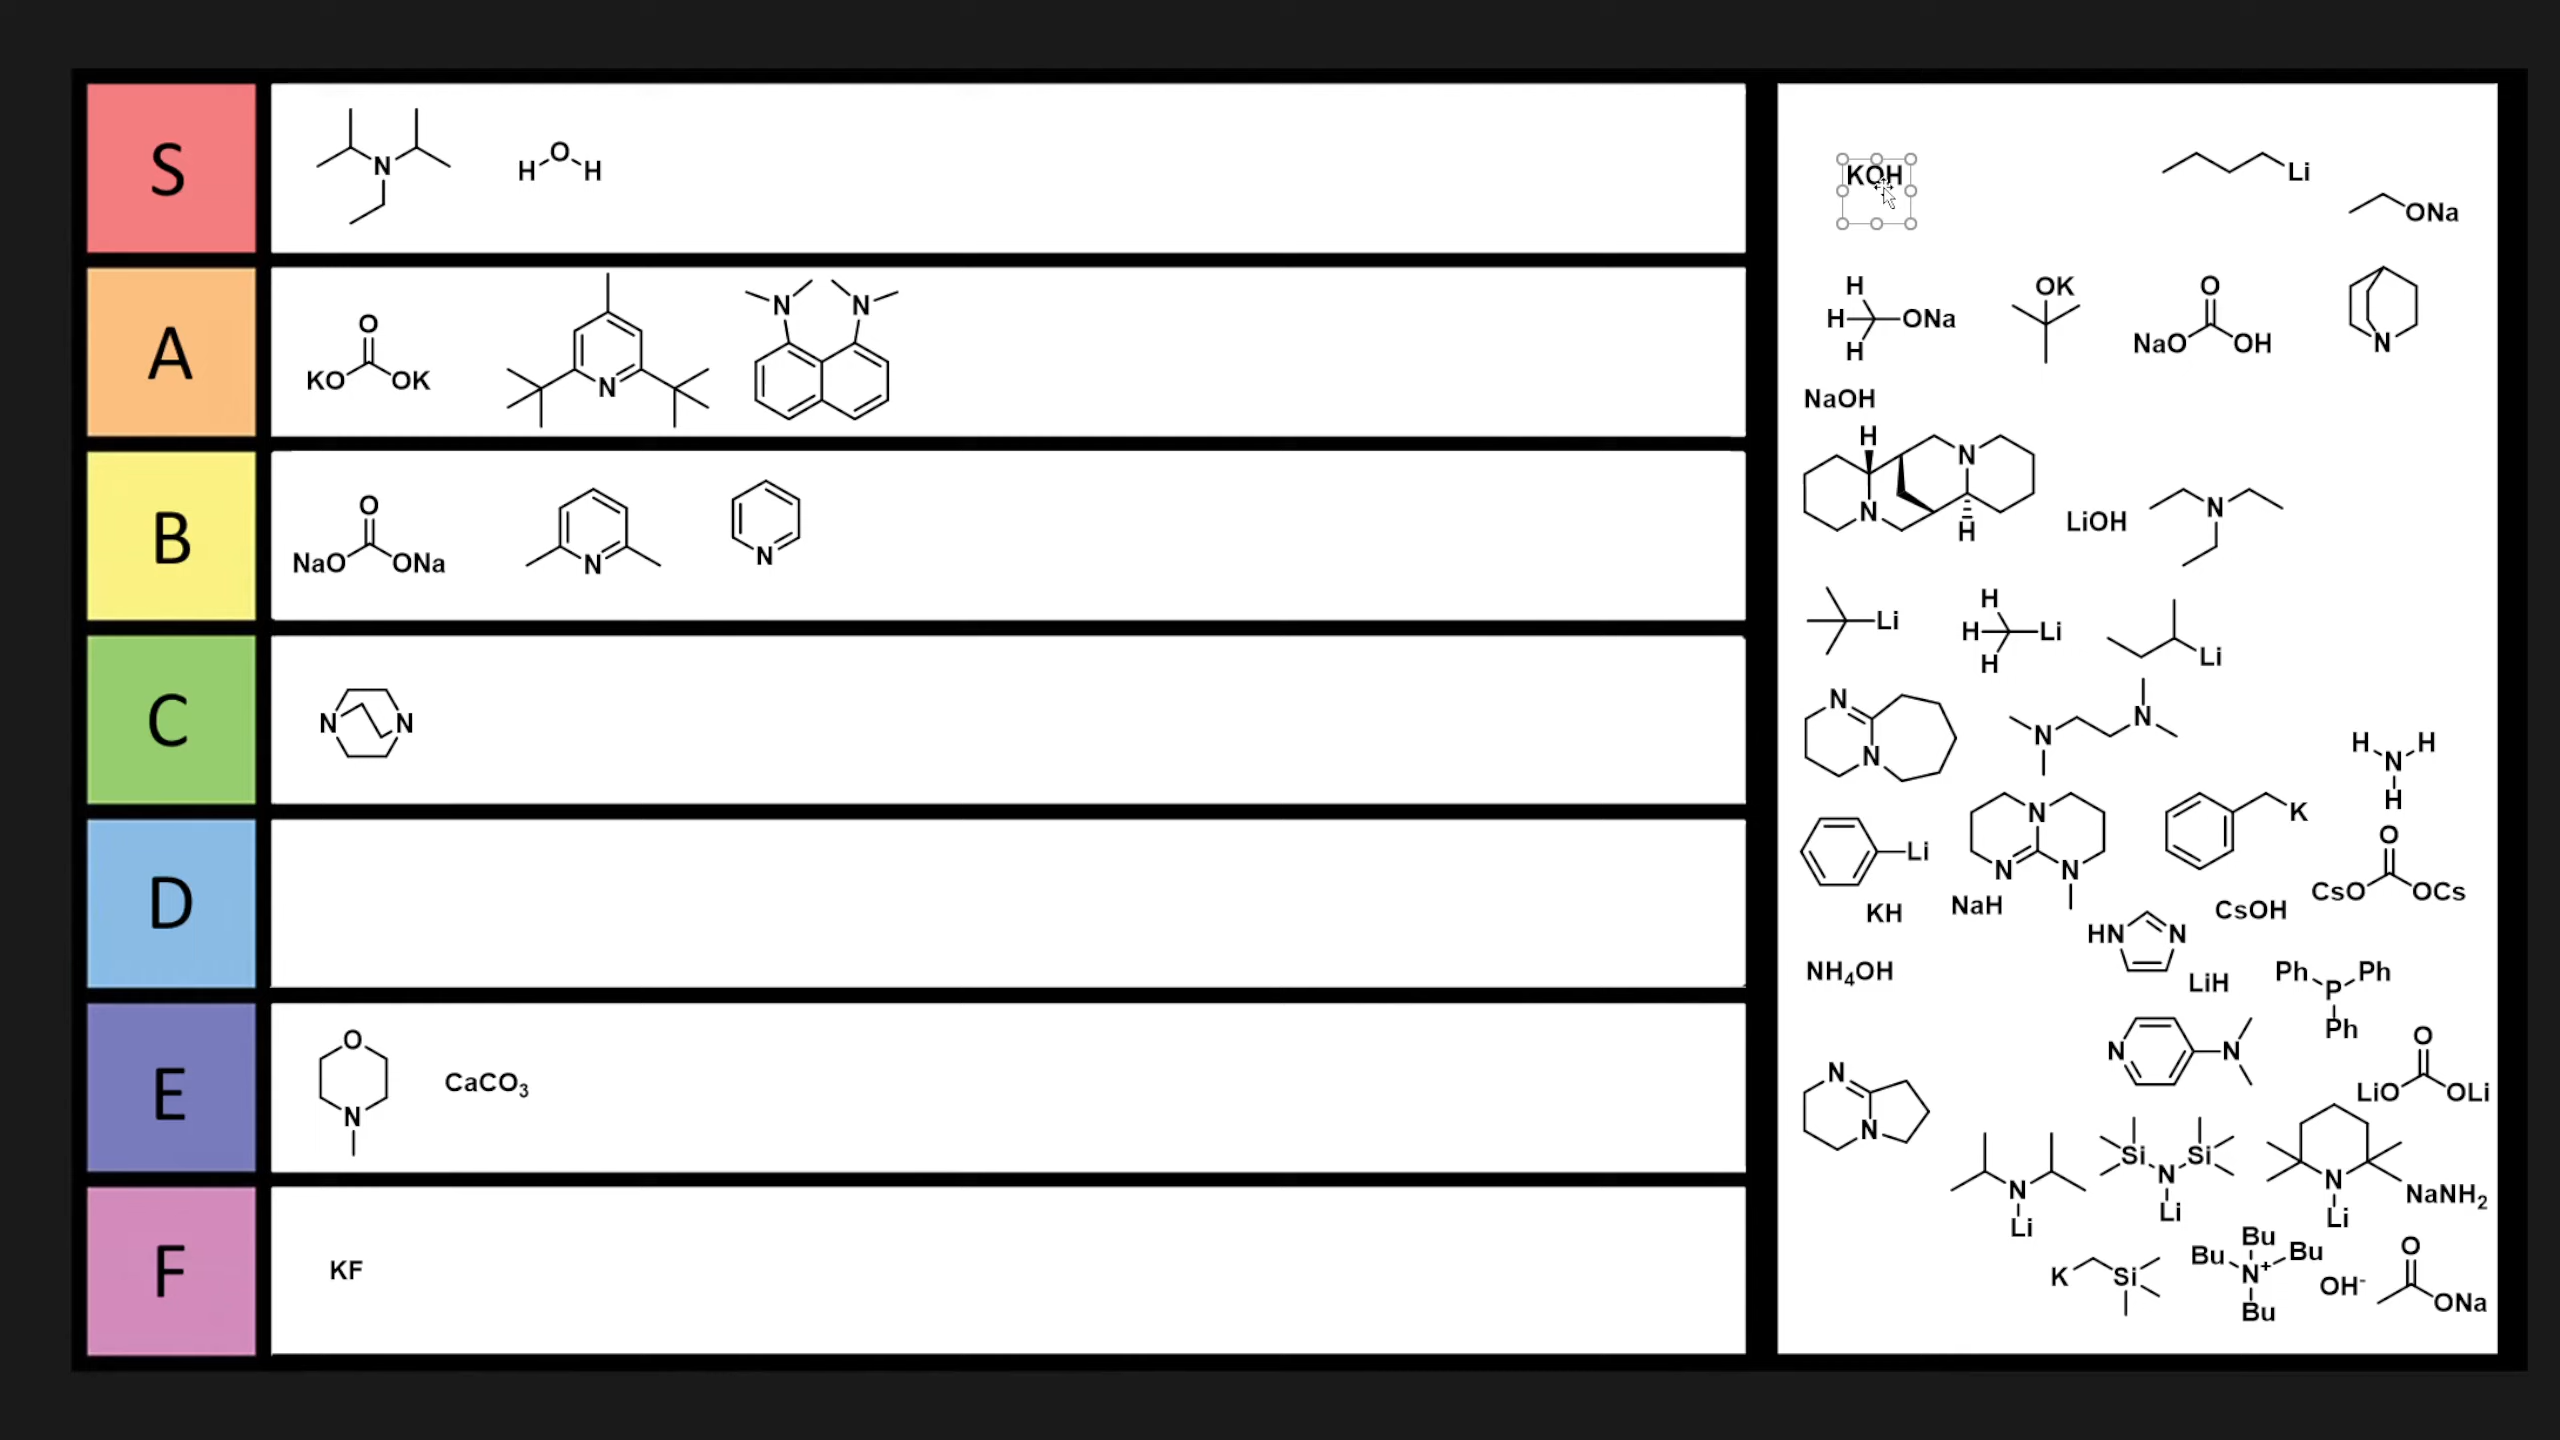 S
N
H O H
A
O
KO OK
N
N N
B
O
NaO ONa
N
N
C
N N
D
E
O
N
CaCO₃
F
KF
KOH
Li
ONa
H
H ONa
H
OK
O
NaO OH
N
NaOH
H
N
N
H
LiOH
N
Li
H
H Li
H
Li
N
N
N
N
H H
N
H
Li
N
N N
K
O
CsO OCs
KH
NaH
CsOH
HN N
NH₄OH
LiH
Ph Ph
P
Ph
N N
O
LiO OLi
N
N
N
Li
Si Si
N
Li
N
Li
NaNH₂
K Si
Bu
Bu Bu
N⁺
Bu
OH⁻
O
ONa